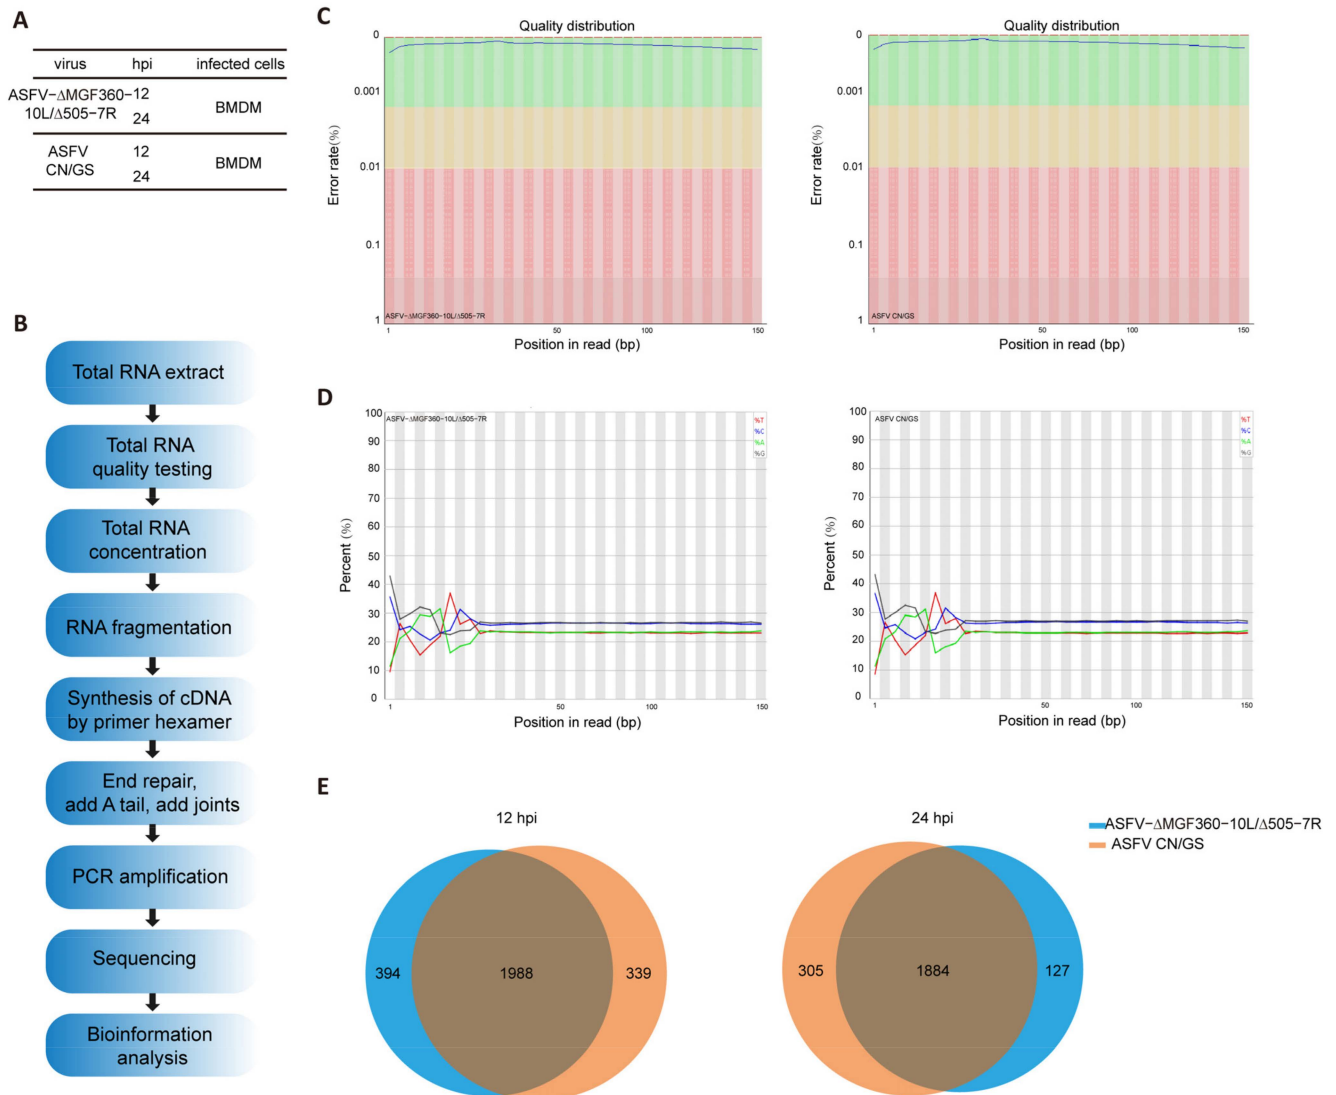 A
virus hpi infected cells
ASFV-ΔMGF360-
10L/Δ505-7R
12
24
BMDM
ASFV
CN/GS
12
24
BMDM
B
Total RNA extract
Total RNA
quality testing
Total RNA
concentration
RNA fragmentation
Synthesis of cDNA
by primer hexamer
End repair,
add A tail, add joints
PCR amplification
Sequencing
Bioinformation
analysis
C
Quality distribution
Error rate(%)
0
0.001
0.01
0.1
1
ASFV-ΔMGF360-10L/Δ505-7R
1 50 100 150
Position in read (bp)
Quality distribution
Error rate(%)
0
0.001
0.01
0.1
1
ASFV CN/GS
1 50 100 150
Position in read (bp)
D
ASFV-ΔMGF360-10L/Δ505-7R
%T
%C
%A
%G
Percent (%)
100
90
80
70
60
50
40
30
20
10
0
1 50 100 150
Position in read (bp)
ASFV CN/GS
%T
%C
%A
%G
Percent (%)
100
90
80
70
60
50
40
30
20
10
0
1 50 100 150
Position in read (bp)
E
12 hpi
394 1988 339
24 hpi
305 1884 127
ASFV-ΔMGF360-10L/Δ505-7R
ASFV CN/GS